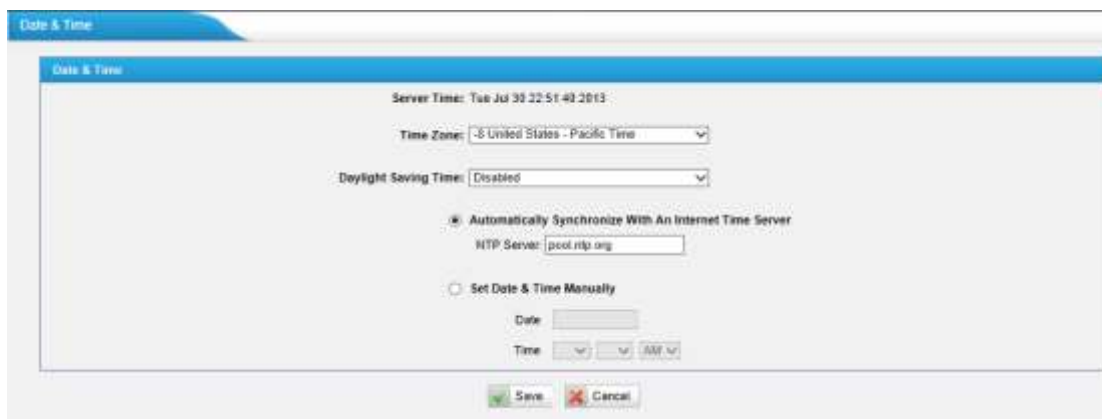 Date & Time
Date & Time
Server Time: Tue Jul 30 22:51:40 2013
Time Zone: -8 United States - Pacific Time
Daylight Saving Time: Disabled
Automatically Synchronize With An Internet Time Server
NTP Server pool.ntp.org
Set Date & Time Manually
Date
Time AM
Save Cancel